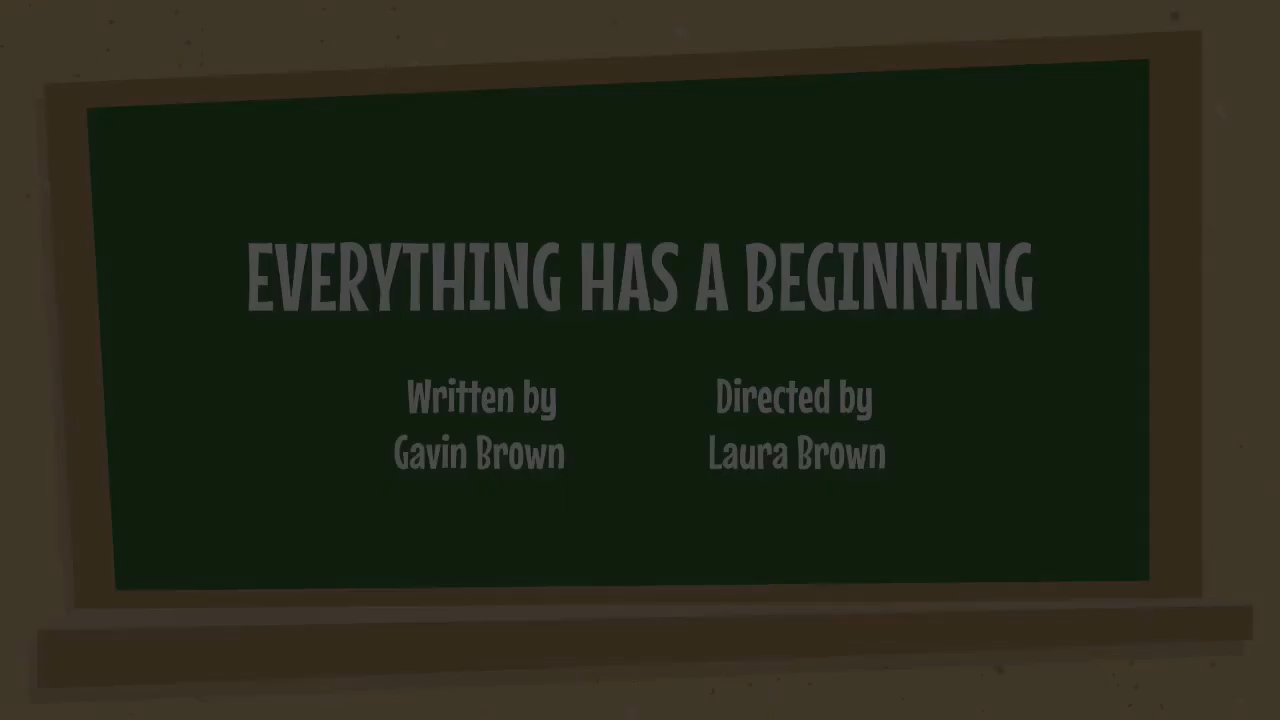 EVERYTHING HAS A BEGINNING
Written by
Gavin Brown
Directed by
Laura Brown